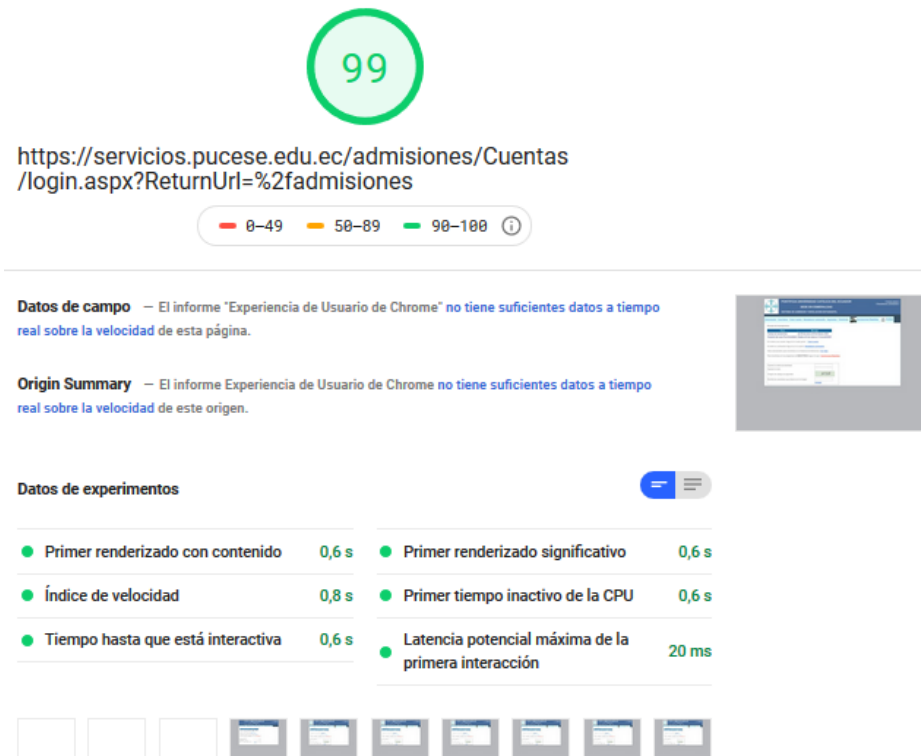 99
https://servicios.pucese.edu.ec/admisiones/Cuentas
/login.aspx?ReturnUrl=%2fadmisiones
0–49 50–89 90–100
Datos de campo — El informe "Experiencia de Usuario de Chrome" no tiene suficientes datos a tiempo
real sobre la velocidad de esta página.
Origin Summary — El informe Experiencia de Usuario de Chrome no tiene suficientes datos a tiempo
real sobre la velocidad de este origen.
Datos de experimentos
Primer renderizado con contenido 0,6 s
Primer renderizado significativo 0,6 s
Índice de velocidad 0,8 s
Primer tiempo inactivo de la CPU 0,6 s
Tiempo hasta que está interactiva 0,6 s
Latencia potencial máxima de la
primera interacción 20 ms